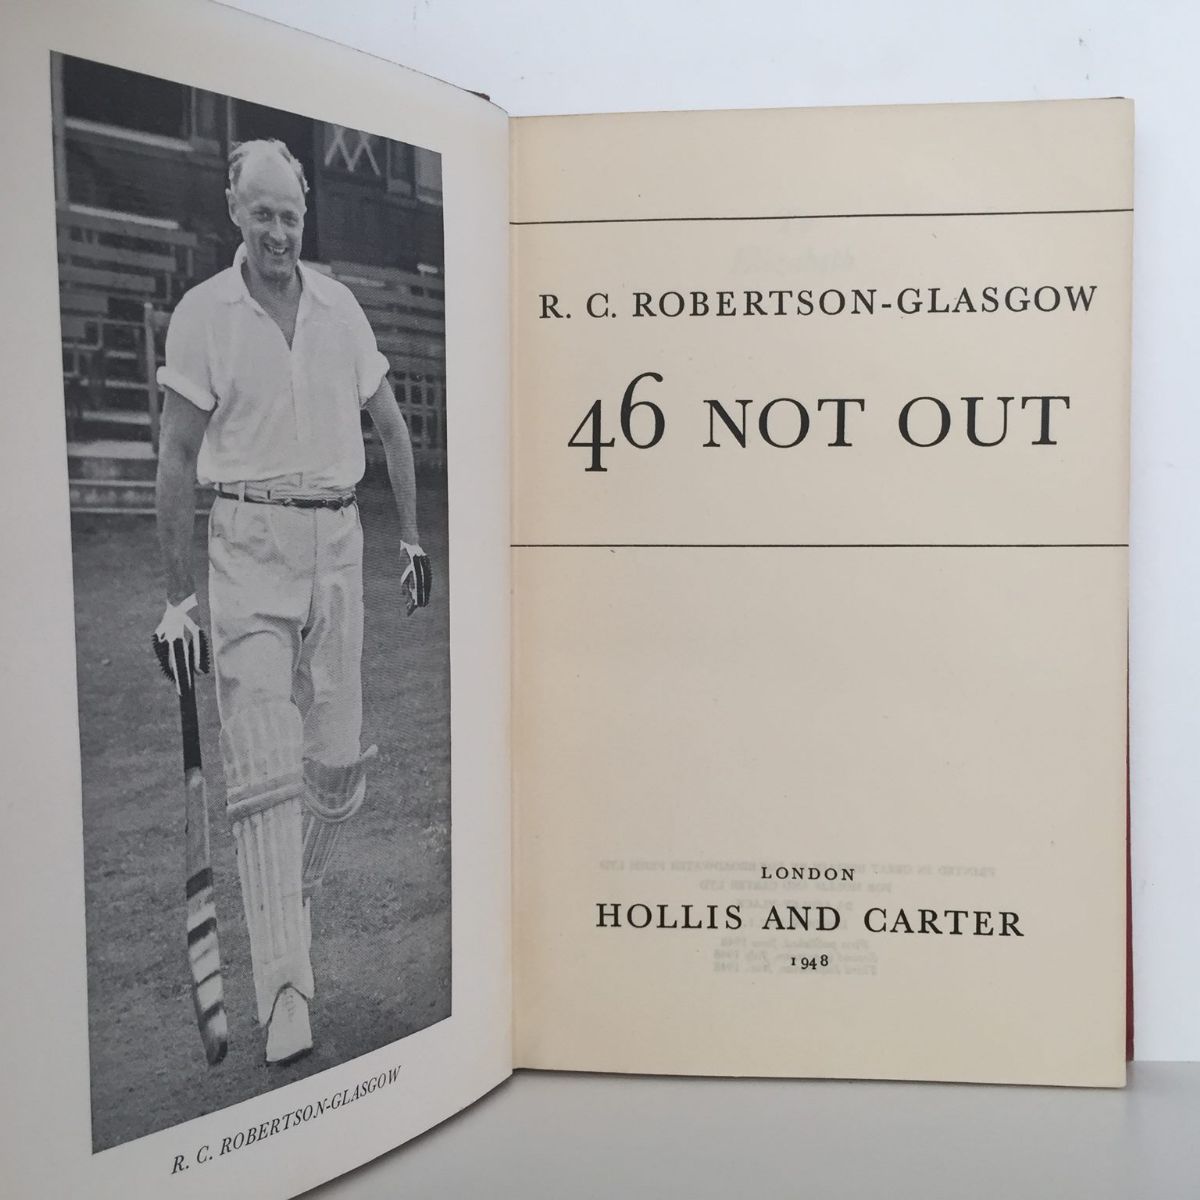 R. C. ROBERTSON-GLASGOW
R. C. ROBERTSON-GLASGOW
46 NOT OUT
LONDON
HOLLIS AND CARTER
1948